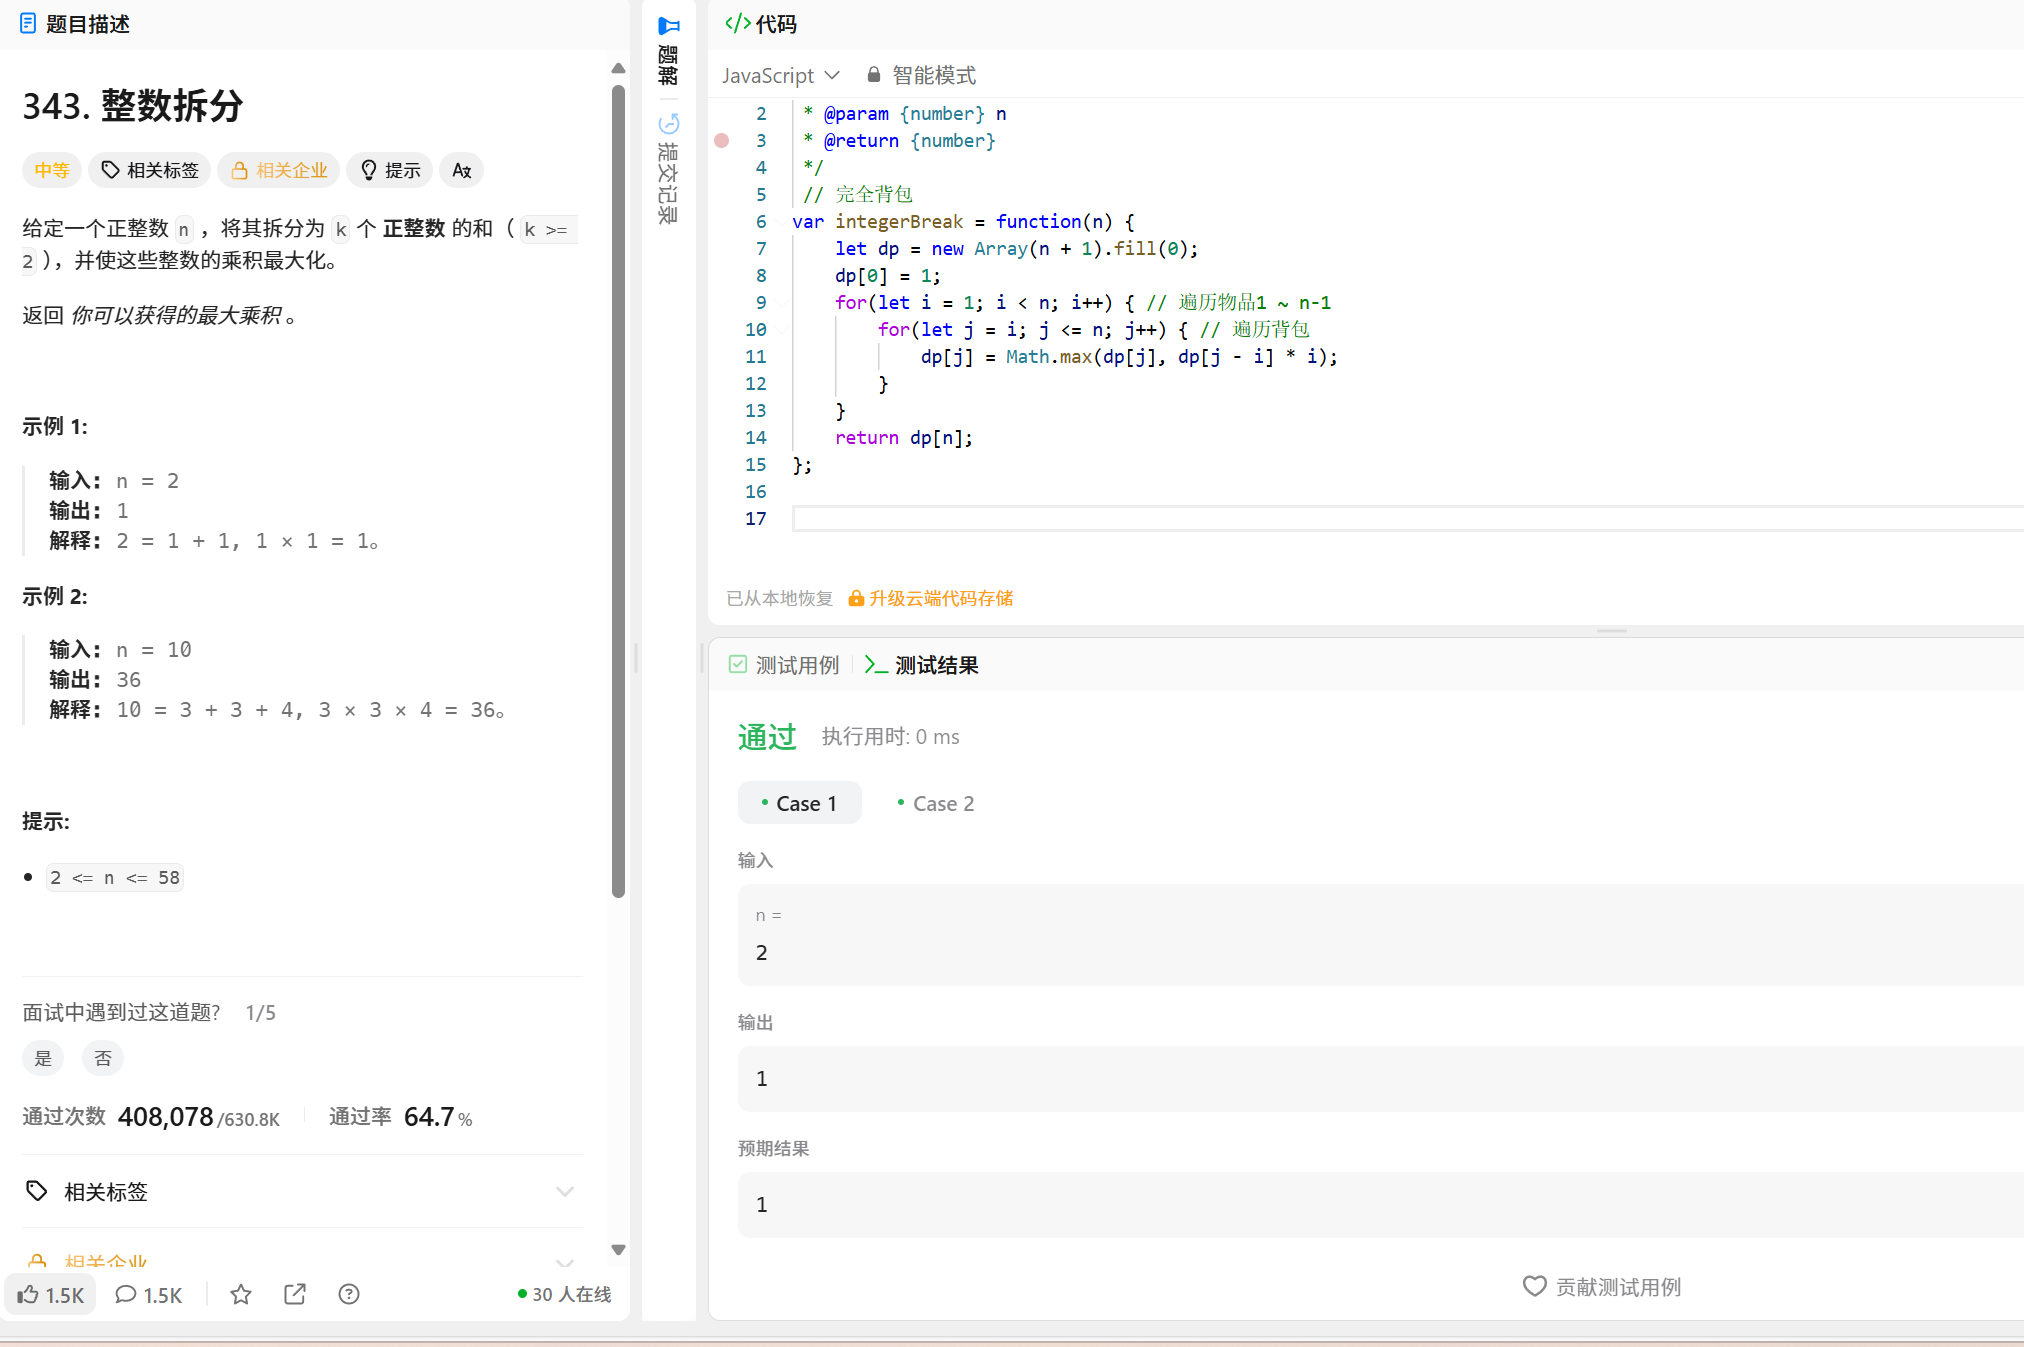 题目描述
343. 整数拆分
中等 相关标签 相关企业 提示 Aх
给定一个正整数 n ，将其拆分为 k 个 正整数 的和（ k >=
2 ），并使这些整数的乘积最大化。
返回 你可以获得的最大乘积 。
示例 1:
输入: n = 2
输出: 1
解释: 2 = 1 + 1, 1 × 1 = 1。
示例 2:
输入: n = 10
输出: 36
解释: 10 = 3 + 3 + 4, 3 × 3 × 4 = 36。
提示:
2 <= n <= 58
面试中遇到过这道题? 1/5
是 否
通过次数 408,078/630.8K 通过率 64.7%
相关标签
相关企业
1.5K 1.5K 30 人在线
题解
提交记录
代码
JavaScript 智能模式
2 * @param {number} n
3 * @return {number}
4 */
5 // 完全背包
6 var integerBreak = function(n) {
7 let dp = new Array(n + 1).fill(0);
8 dp[0] = 1;
9 for(let i = 1; i < n; i++) { // 遍历物品1 ~ n-1
10 for(let j = i; j <= n; j++) { // 遍历背包
11 dp[j] = Math.max(dp[j], dp[j - i] * i);
12 }
13 }
14 return dp[n];
15 };
16
17
已从本地恢复 升级云端代码存储
测试用例 测试结果
通过 执行用时: 0 ms
Case 1 Case 2
输入
n =
2
输出
1
预期结果
1
贡献测试用例